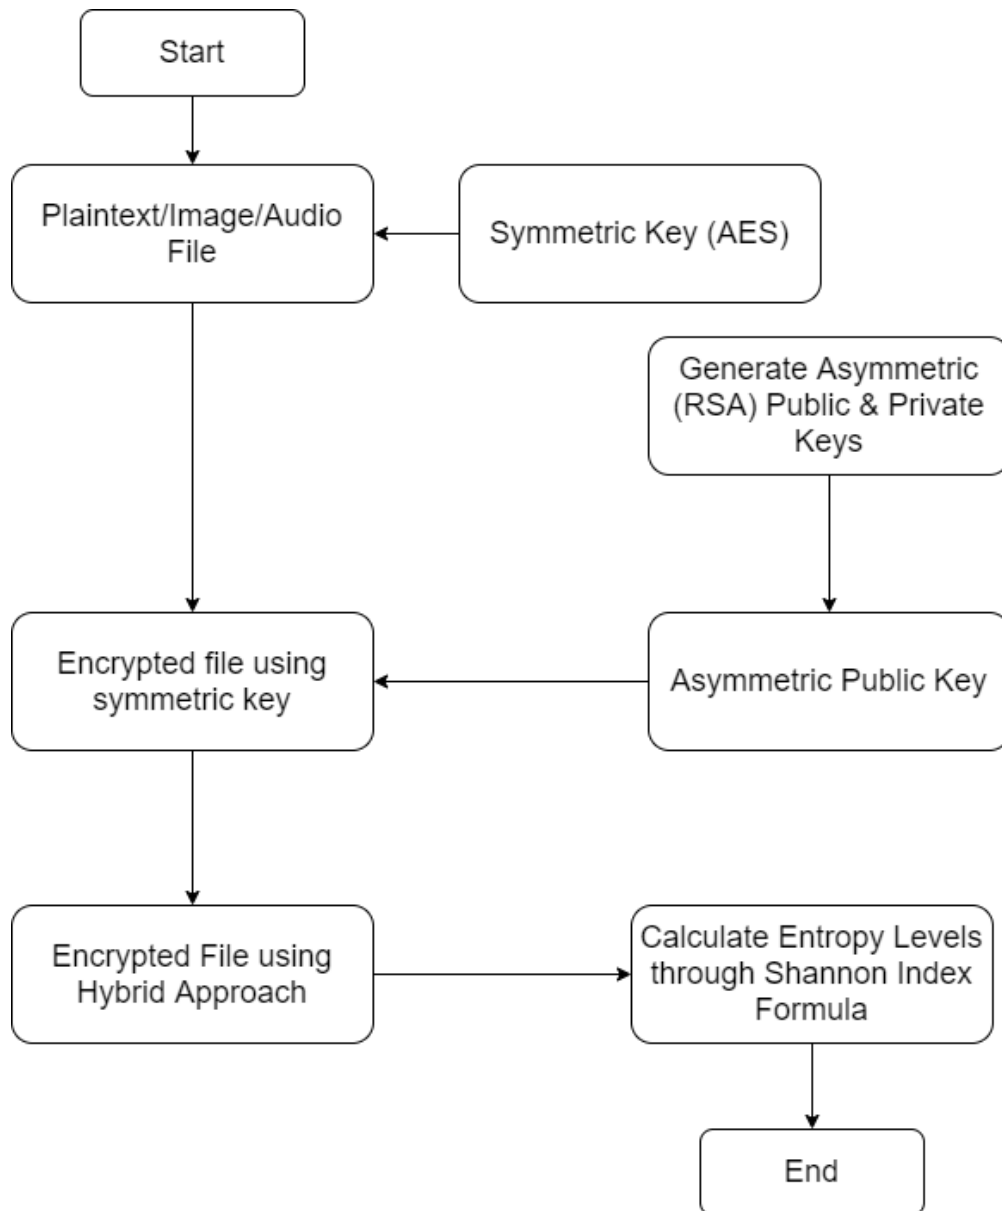 Start
Plaintext/Image/Audio
File
Symmetric Key (AES)
Generate Asymmetric
(RSA) Public & Private
Keys
Encrypted file using
symmetric key
Asymmetric Public Key
Encrypted File using
Hybrid Approach
Calculate Entropy Levels
through Shannon Index
Formula
End